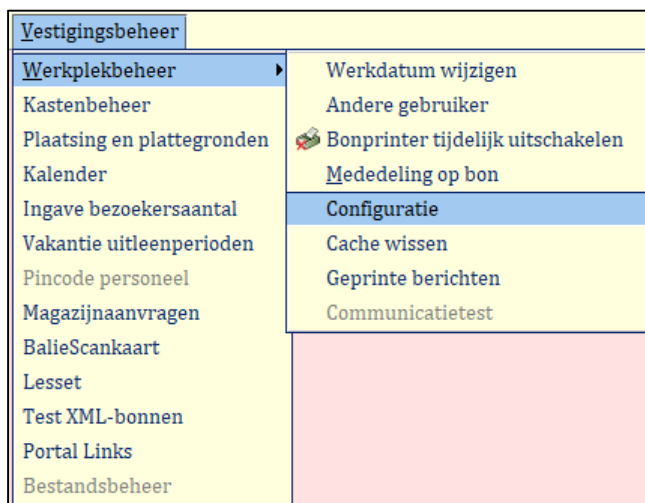 Vestigingsbeheer
Werkplekbeheer
Kastenbeheer
Plaatsing en plattegronden
Kalender
Ingave bezoekersaantal
Vakantie uitleenperioden
Pincode personeel
Magazijnaanvragen
BalieScankaart
Lesset
Test XML-bonnen
Portal Links
Bestandsbeheer
Werkdatum wijzigen
Andere gebruiker
Bonprinter tijdelijk uitschakelen
Mededeling op bon
Configuratie
Cache wissen
Geprinte berichten
Communicatietest